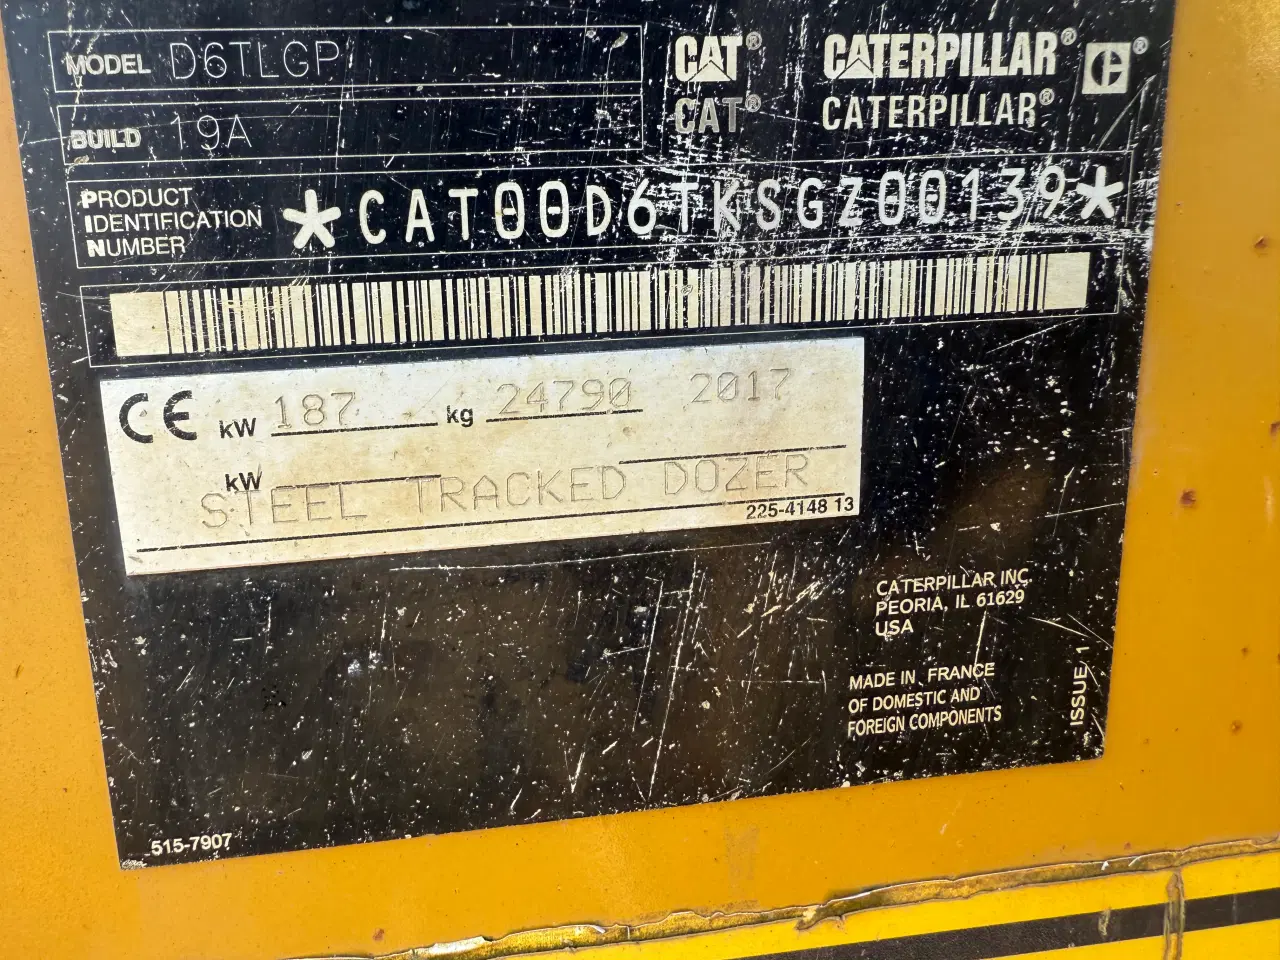 MODEL D6TLGP
BUILD 19A
CAT® CATERPILLAR® ®
CAT® CATERPILLAR®
PRODUCT
IDENTIFICATION
NUMBER
*CAT00D6TKSGZ00139*
CE kW 187 kg 24790 2017
kW
STEEL TRACKED DOZER
225-4148 13
CATERPILLAR INC.
PEORIA, IL 61629
USA
MADE IN FRANCE
OF DOMESTIC AND
FOREIGN COMPONENTS
ISSUE 1
515-7907